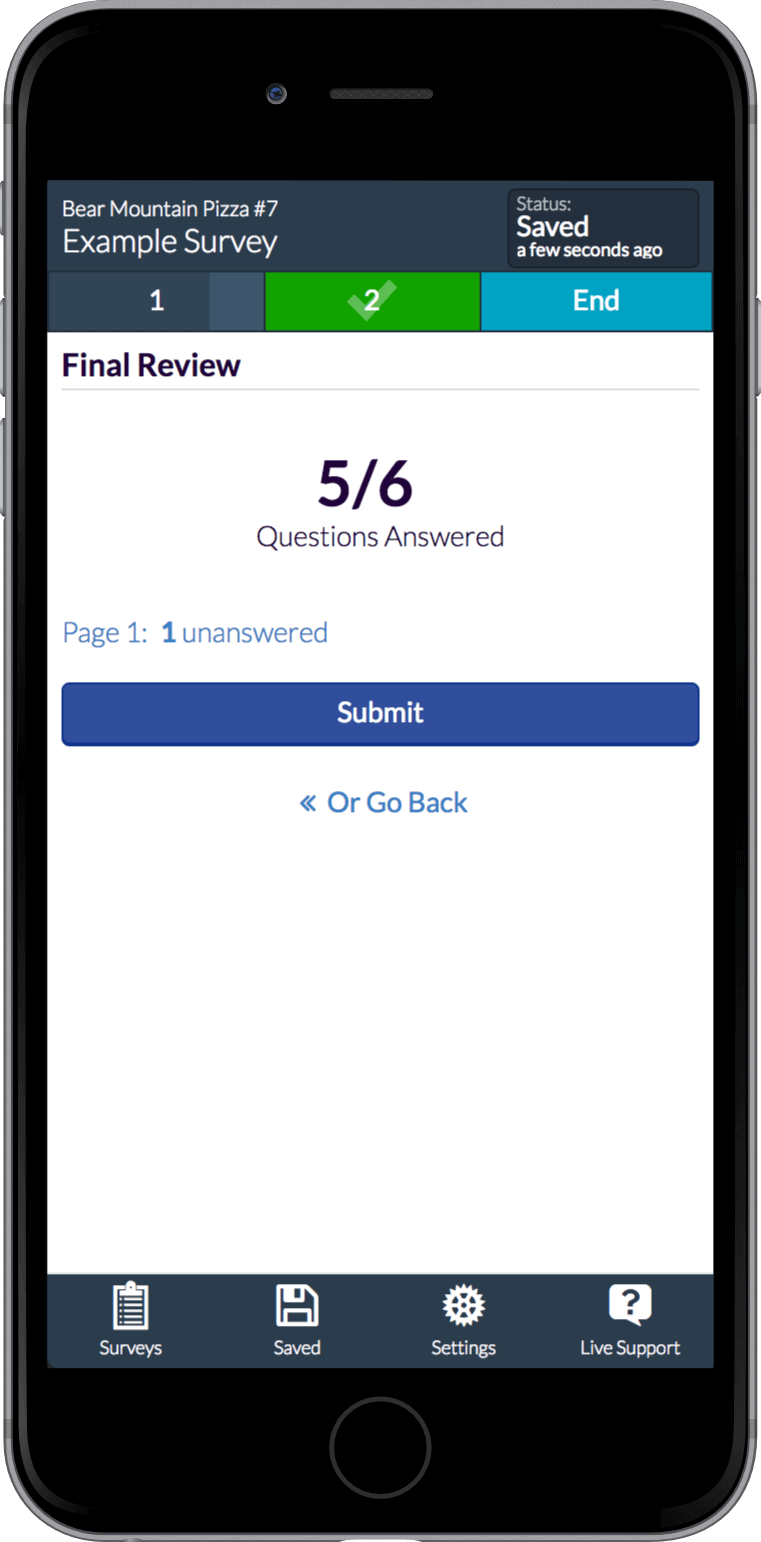 Bear Mountain Pizza #7
Example Survey
Status:
Saved
a few seconds ago
1
2
End
Final Review
5/6
Questions Answered
Page 1: 1 unanswered
Submit
« Or Go Back
Surveys
Saved
Settings
Live Support